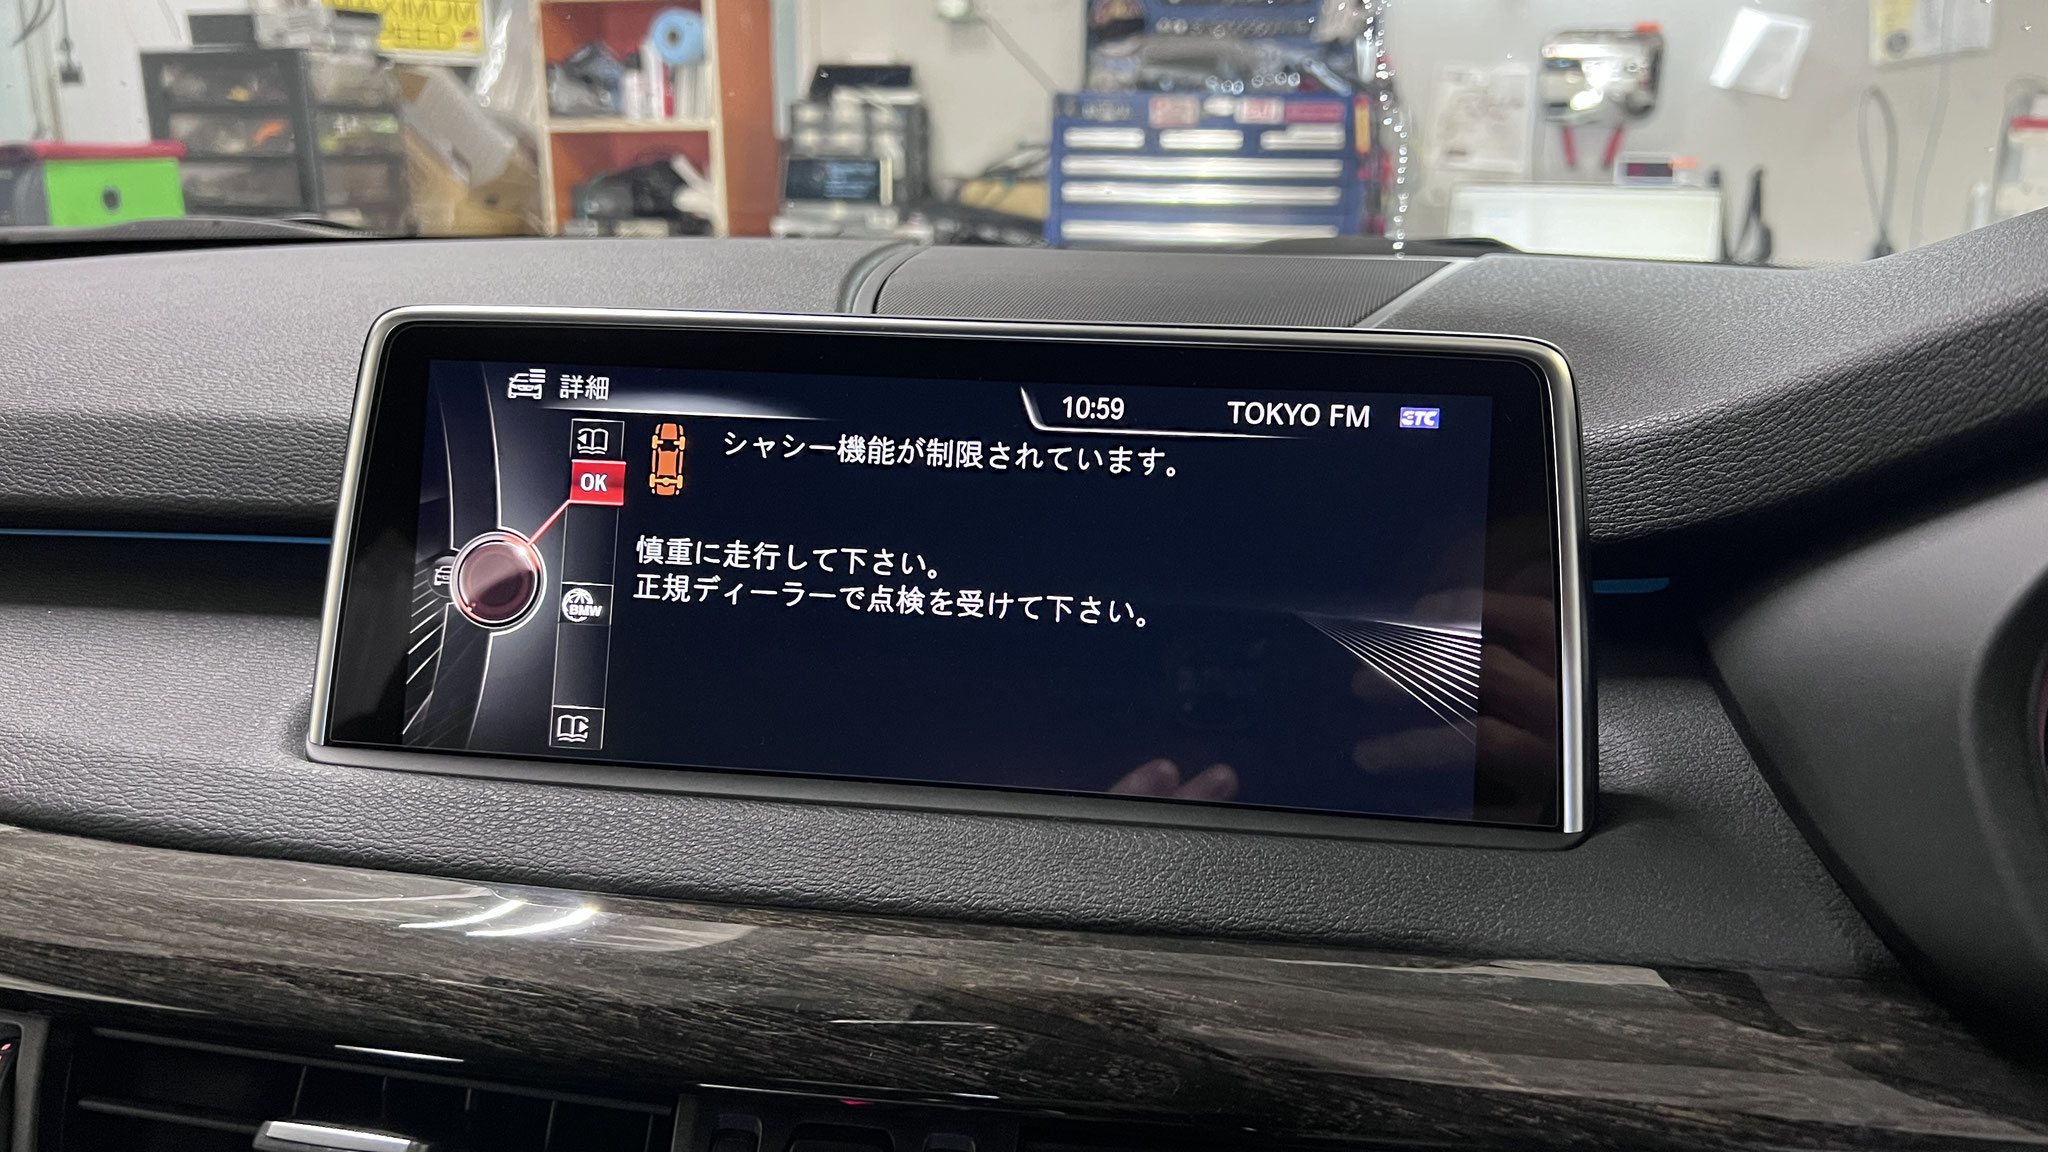 MAXIMUM
SPEED
詳細
10:59
TOKYO FM
ETC
シャシー機能が制限されています。
OK
慎重に走行して下さい。
正規ディーラーで点検を受けて下さい。
BMW